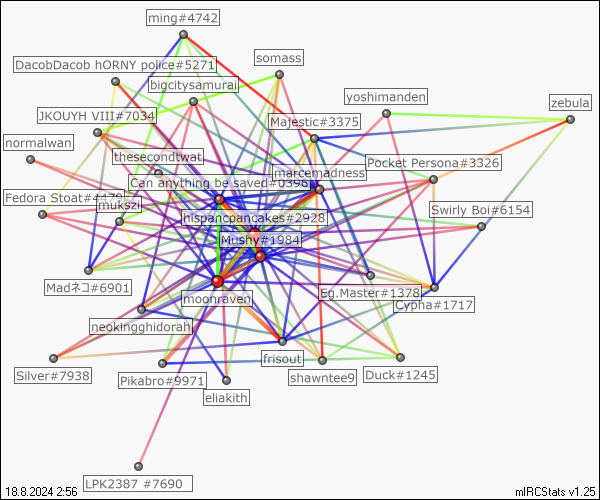 ming#4742
somass
DacobDacob hORNY police#5271
bigcitysamurai
yoshimanden
zebula
JKOUYH VIII#7034
Majestic#3375
normalwan
thesecondtwat
Pocket Persona#3326
marcemadness
Can anything be saved#0396
Fedora Stoat#4479
mukszi
Swirly Boi#6154
hispancpancakes#2928
Mushy#1984
Madネコ#6901
Eg.Master#1378
Cypha#1717
moonraven
neokingghidorah
frisout
Silver#7938
Pikabro#9971
shawntee9
Duck#1245
eliakith
LPK2387 #7690
18.8.2024 2:56
mIRCStats v1.25